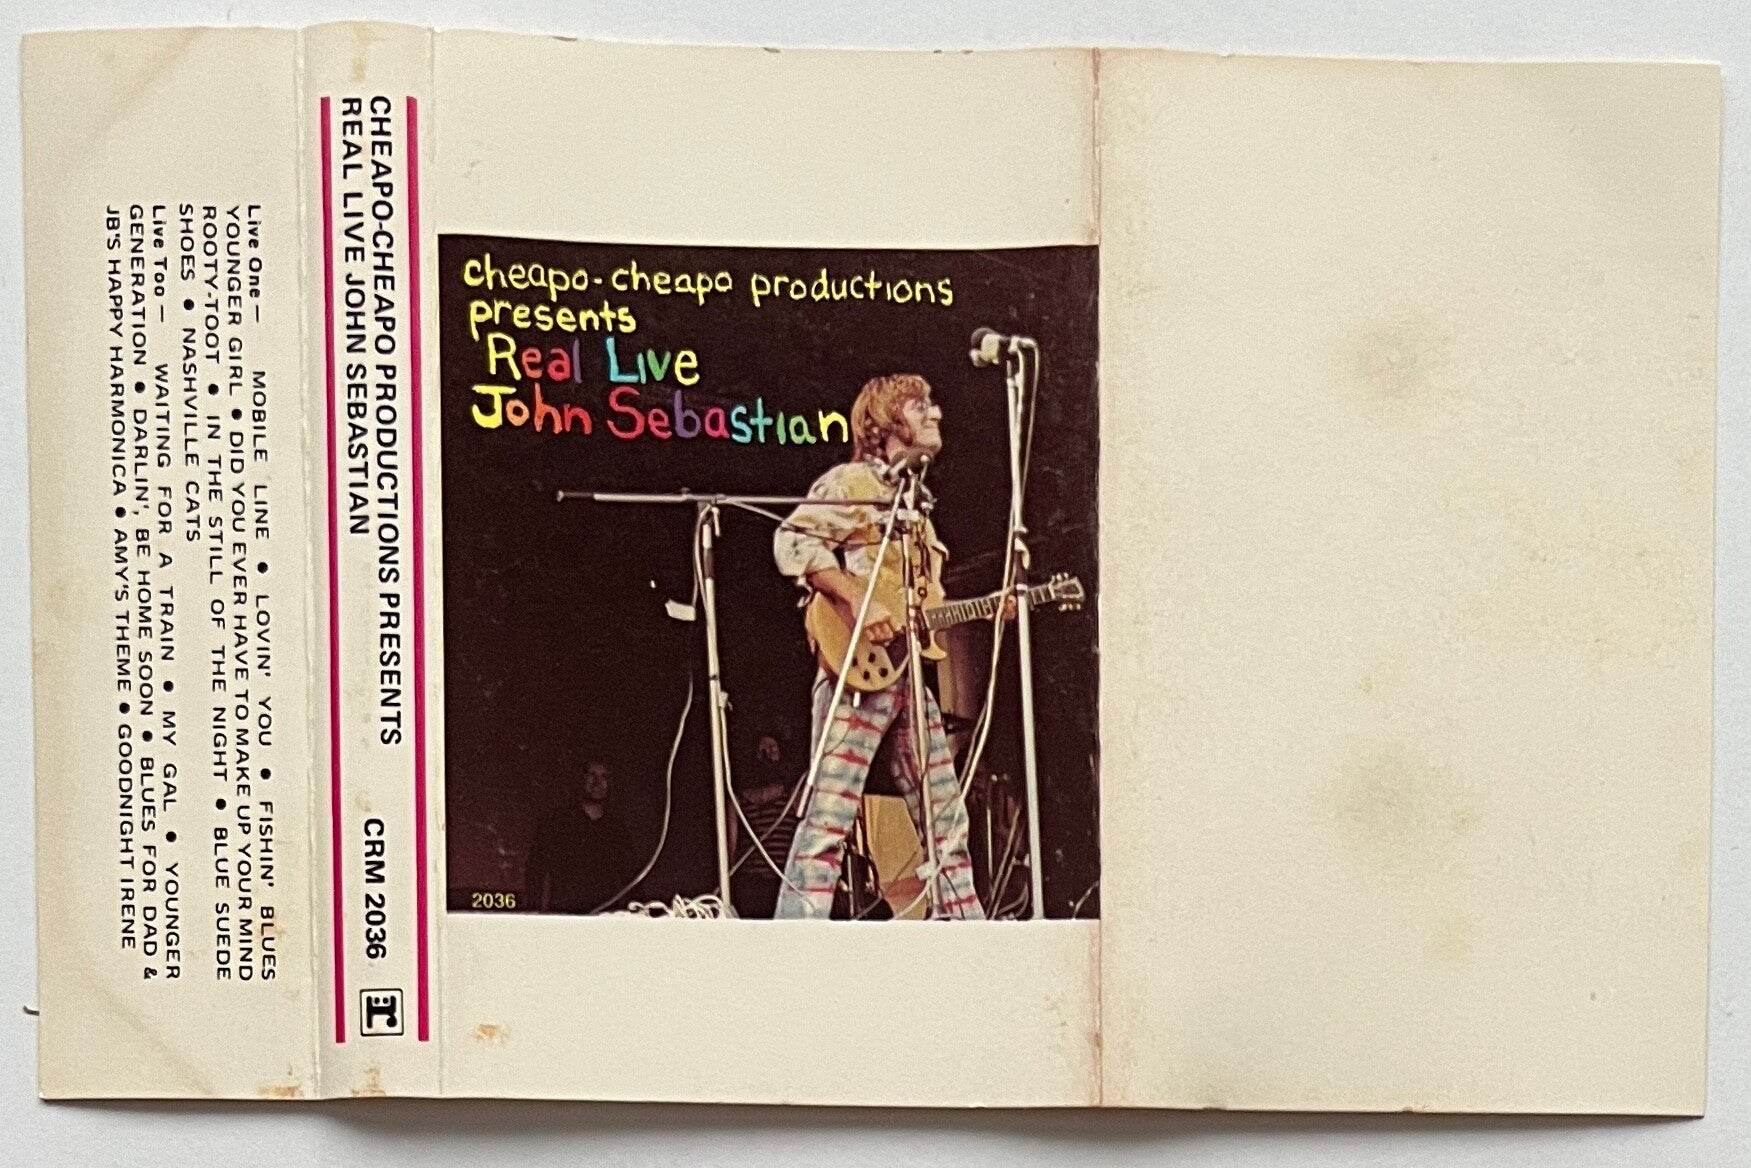 Live One — MOBILE LINE • LOVIN' YOU • FISHIN' BLUES
YOUNGER GIRL • DID YOU EVER HAVE TO MAKE UP YOUR MIND
ROOTY-TOOT • IN THE STILL OF THE NIGHT • BLUE SUEDE
SHOES • NASHVILLE CATS
Live Too — WAITING FOR A TRAIN • MY GAL • YOUNGER
GENERATION • DARLIN', BE HOME SOON • BLUES FOR DAD &
JB'S HAPPY HARMONICA • AMY'S THEME • GOODNIGHT IRENE
CHEAPO-CHEAPO PRODUCTIONS PRESENTS
REAL LIVE JOHN SEBASTIAN
CRM 2036
:r
cheapo-cheapo productions
presents
Real Live
John Sebastian
2036